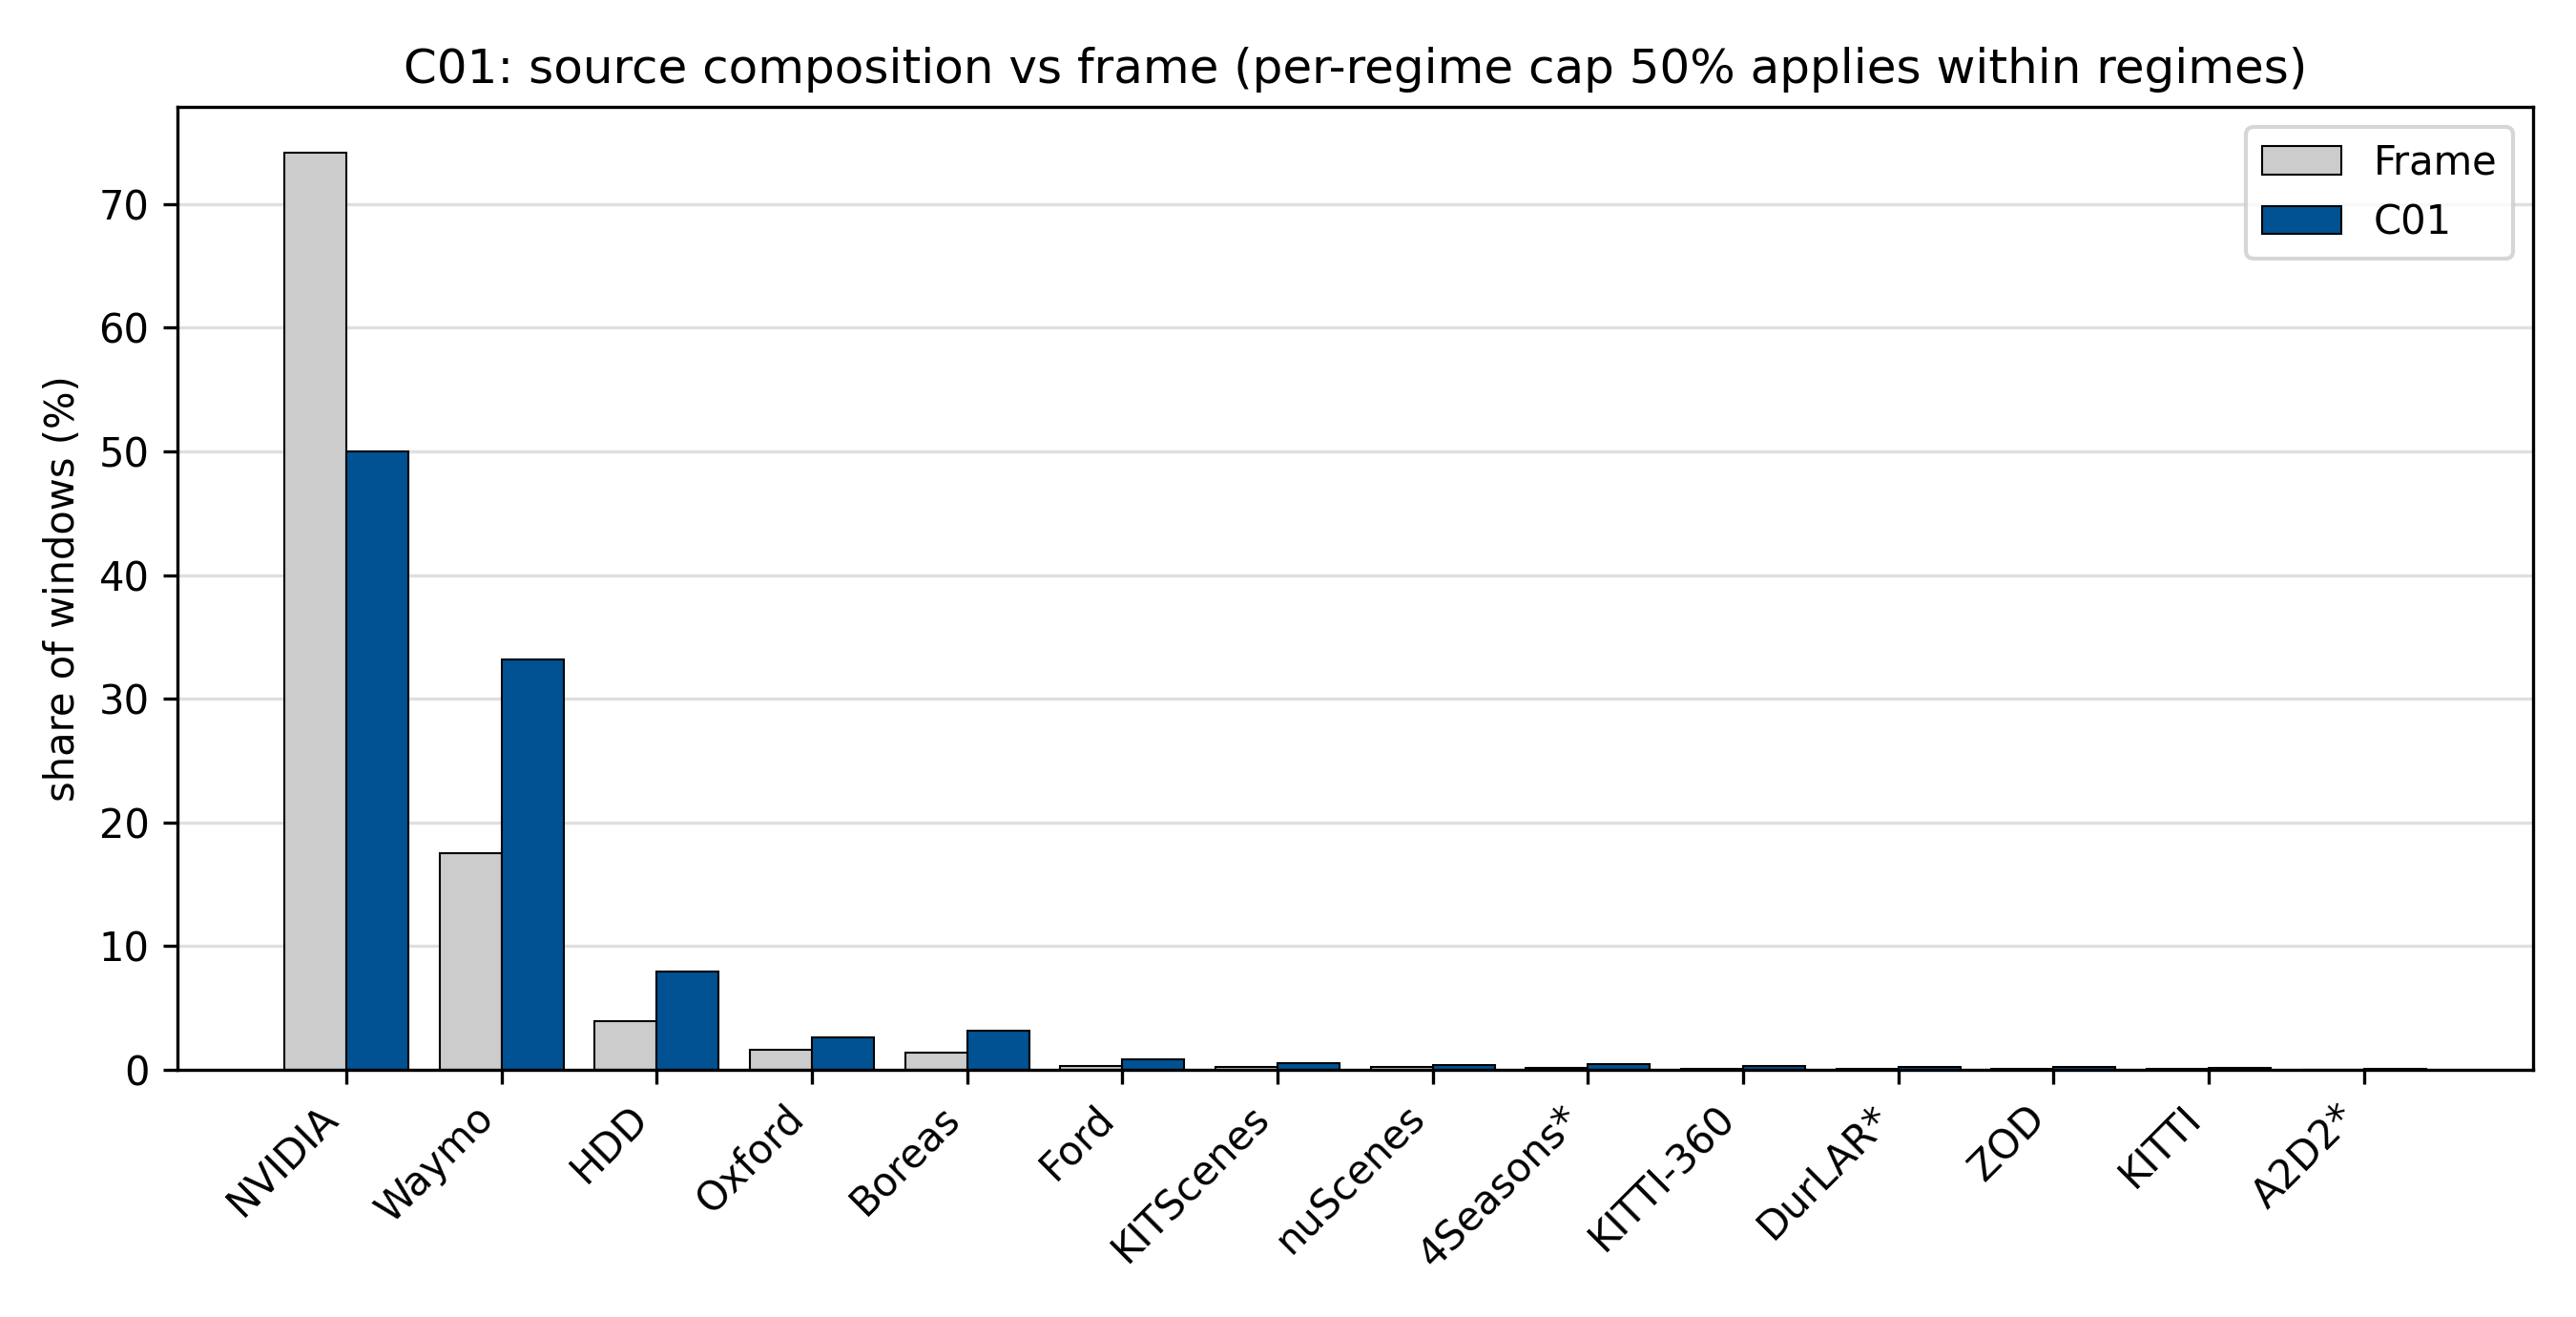 C01: source composition vs frame (per-regime cap 50% applies within regimes)
Frame
C01
share of windows (%)
70
60
50
40
30
20
10
0
NVIDIA
Waymo
HDD
Oxford
Boreas
Ford
KITScenes
nuScenes
4Seasons*
KITTI-360
DurLAR*
ZOD
KITTI
A2D2*